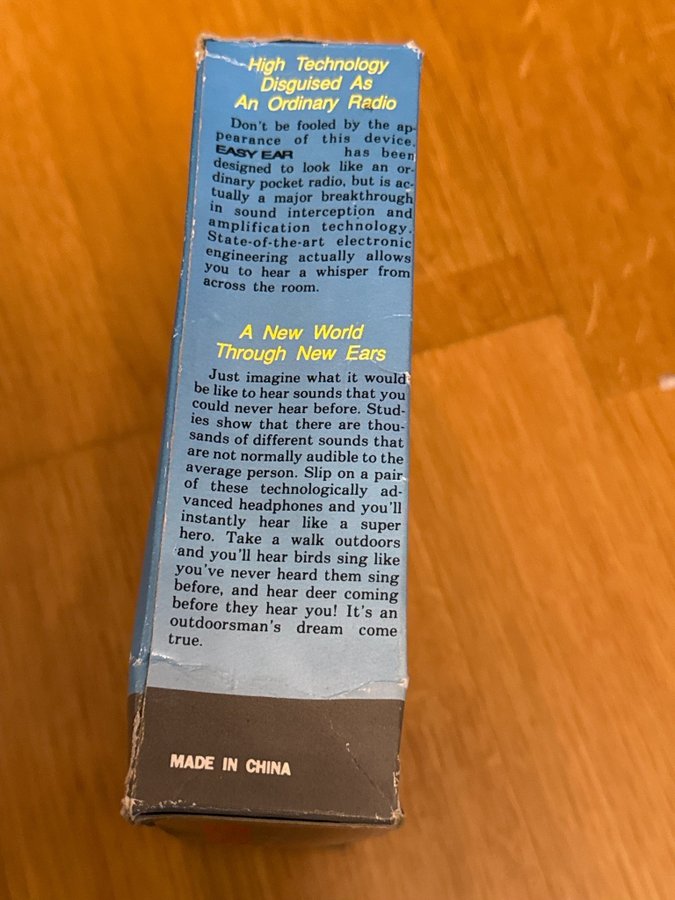 High Technology
Disguised As
An Ordinary Radio
Don't be fooled by the ap-
pearance of this device.
EASY EAR has been
designed to look like an or-
dinary pocket radio, but is ac-
tually a major breakthrough
in sound interception and
amplification technology.
State-of-the-art electronic
engineering actually allows
you to hear a whisper from
across the room.
A New World
Through New Ears
Just imagine what it would
be like to hear sounds that you
could never hear before. Stud-
ies show that there are thou-
sands of different sounds that
are not normally audible to the
average person. Slip on a pair
of these technologically ad-
vanced headphones and you'll
instantly hear like a super
hero. Take a walk outdoors
and you'll hear birds sing like
you've never heard them sing
before, and hear deer coming
before they hear you! It's an
outdoorsman's dream come
true.
MADE IN CHINA